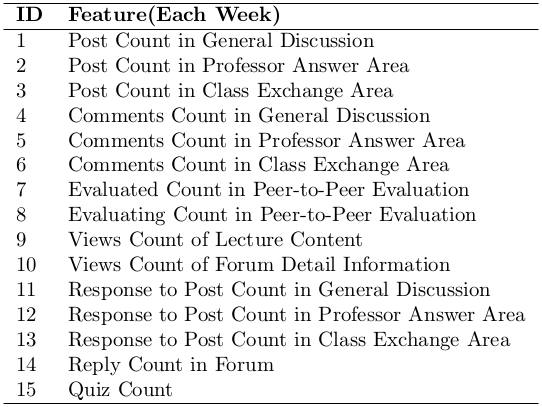 ID Feature(Each Week)
1 Post Count in General Discussion
2 Post Count in Professor Answer Area
3 Post Count in Class Exchange Area
4 Comments Count in General Discussion
5 Comments Count in Professor Answer Area
6 Comments Count in Class Exchange Area
7 Evaluated Count in Peer-to-Peer Evaluation
8 Evaluating Count in Peer-to-Peer Evaluation
9 Views Count of Lecture Content
10 Views Count of Forum Detail Information
11 Response to Post Count in General Discussion
12 Response to Post Count in Professor Answer Area
13 Response to Post Count in Class Exchange Area
14 Reply Count in Forum
15 Quiz Count